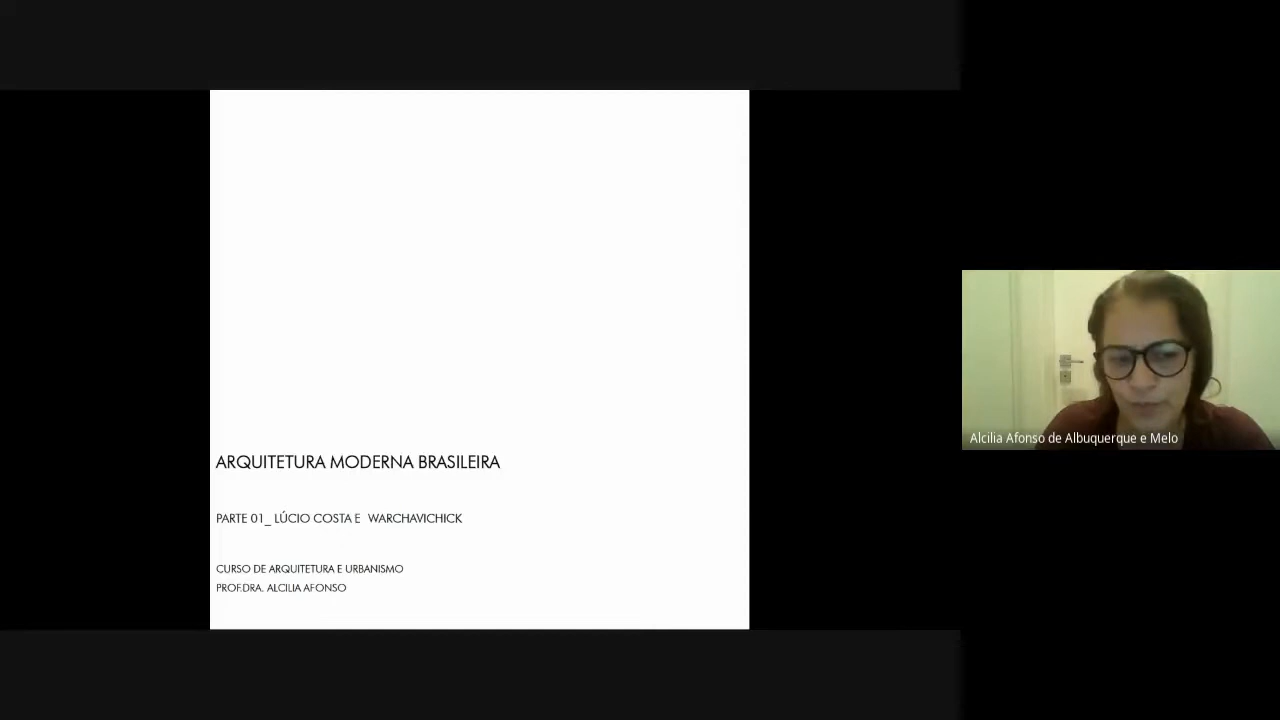 ARQUITETURA MODERNA BRASILEIRA
PARTE 01_ LÚCIO COSTA E WARCHAVICHICK
CURSO DE ARQUITETURA E URBANISMO
PROF.DRA. ALCILIA AFONSO
Alcilia Afonso de Albuquerque e Melo